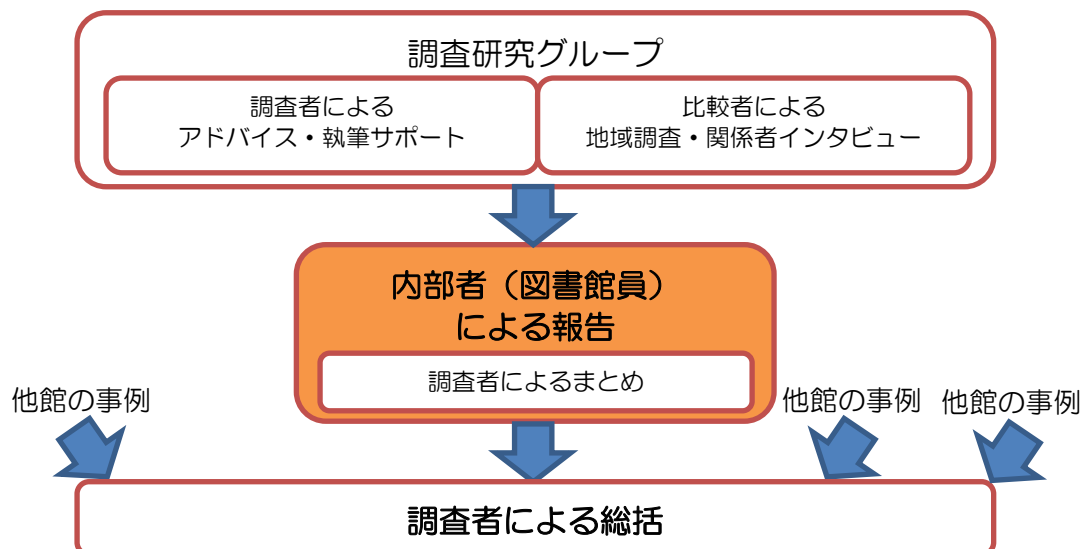 調査研究グループ
調査者による
アドバイス・執筆サポート
比較者による
地域調査・関係者インタビュー
内部者（図書館員）
による報告
調査者によるまとめ
他館の事例
他館の事例
他館の事例
調査者による総括